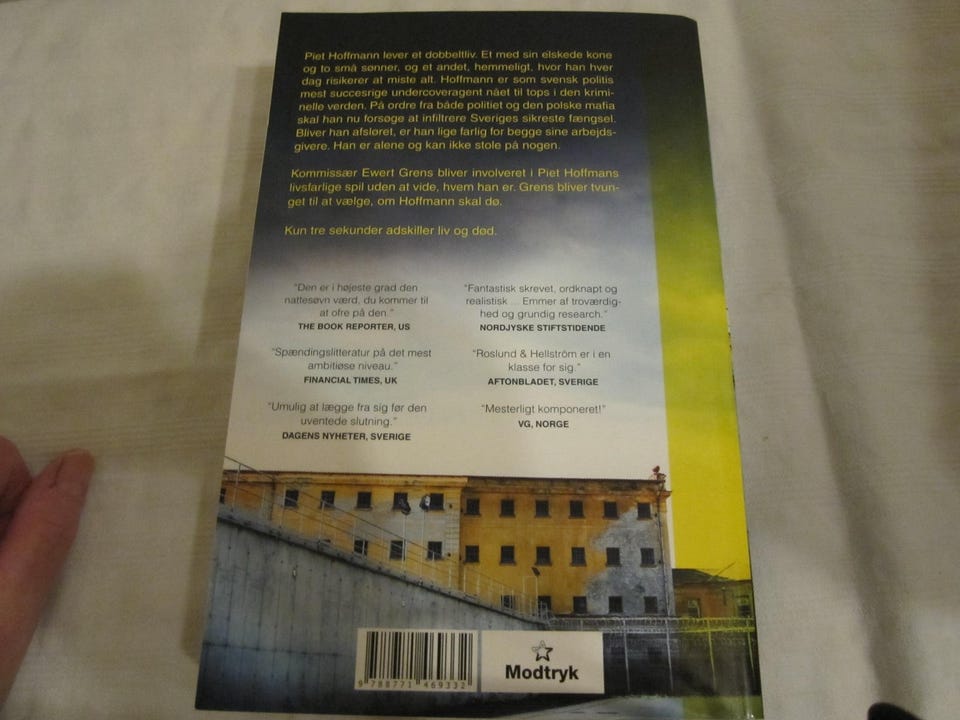 Piet Hoffmann lever et dobbeltliv. Et med sin elskede kone
og to små sønner, og et andet, hemmeligt, hvor han hver
dag risikerer at miste alt. Hoffmann er som svensk politis
mest succesrige undercoveragent nået til tops i den krimi-
nelle verden. På ordre fra både politiet og den polske mafia
skal han nu forsøge at infiltrere Sveriges sikreste fængsel.
Bliver han afsløret, er han lige farlig for begge sine arbejds-
givere. Han er alene og kan ikke stole på nogen.
Kommissær Ewert Grens bliver involveret i Piet Hoffmans
livsfarlige spil uden at vide, hvem han er. Grens bliver tvun-
get til at vælge, om Hoffmann skal dø.
Kun tre sekunder adskiller liv og død.
"Den er i højeste grad den
nattesøvn værd, du kommer til
at ofre på den."
THE BOOK REPORTER, US
"Spændingslitteratur på det mest
ambitiøse niveau."
FINANCIAL TIMES, UK
"Umulig at lægge fra sig før den
uventede slutning."
DAGENS NYHETER, SVERIGE
"Fantastisk skrevet, ordknapt og
realistisk ... Emmer af troværdig-
hed og grundig research."
NORDJYSKE STIFTSTIDENDE
"Roslund & Hellström er i en
klasse for sig."
AFTONBLADET, SVERIGE
"Mesterligt komponeret!"
VG, NORGE
9 788771 469332
Modtryk